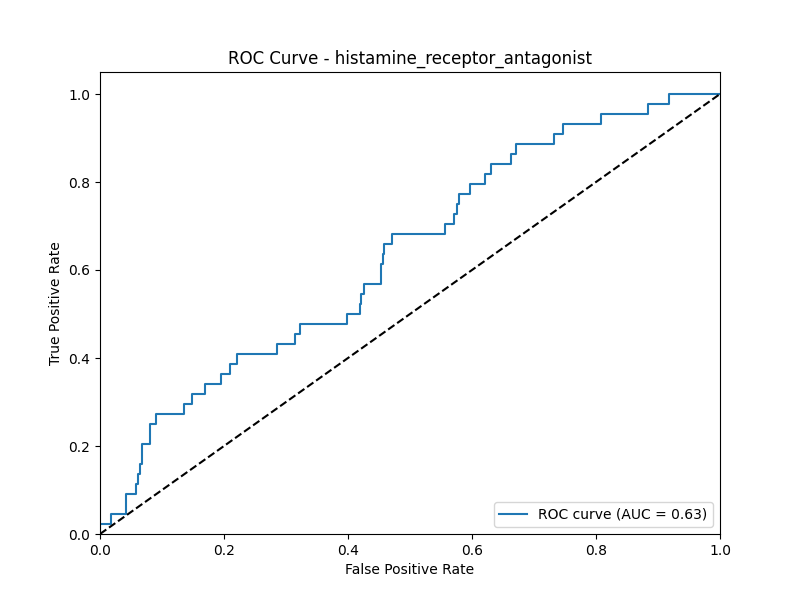 ROC Curve - histamine_receptor_antagonist
True Positive Rate
1.0
0.8
0.6
0.4
0.2
0.0
ROC curve (AUC = 0.63)
0.0 0.2 0.4 0.6 0.8 1.0
False Positive Rate